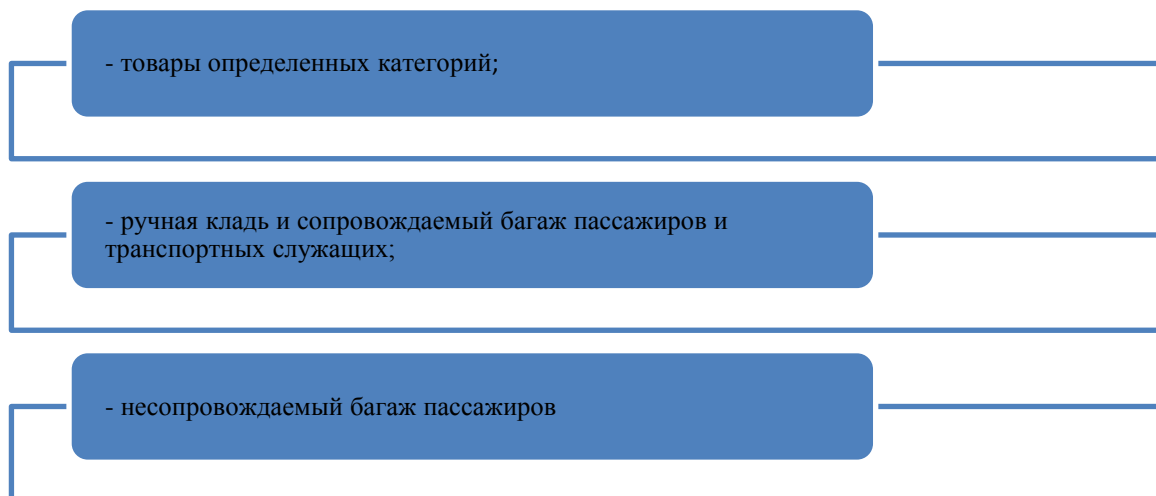 - товары определенных категорий;
- ручная кладь и сопровождаемый багаж пассажиров и
транспортных служащих;
- несопровождаемый багаж пассажиров